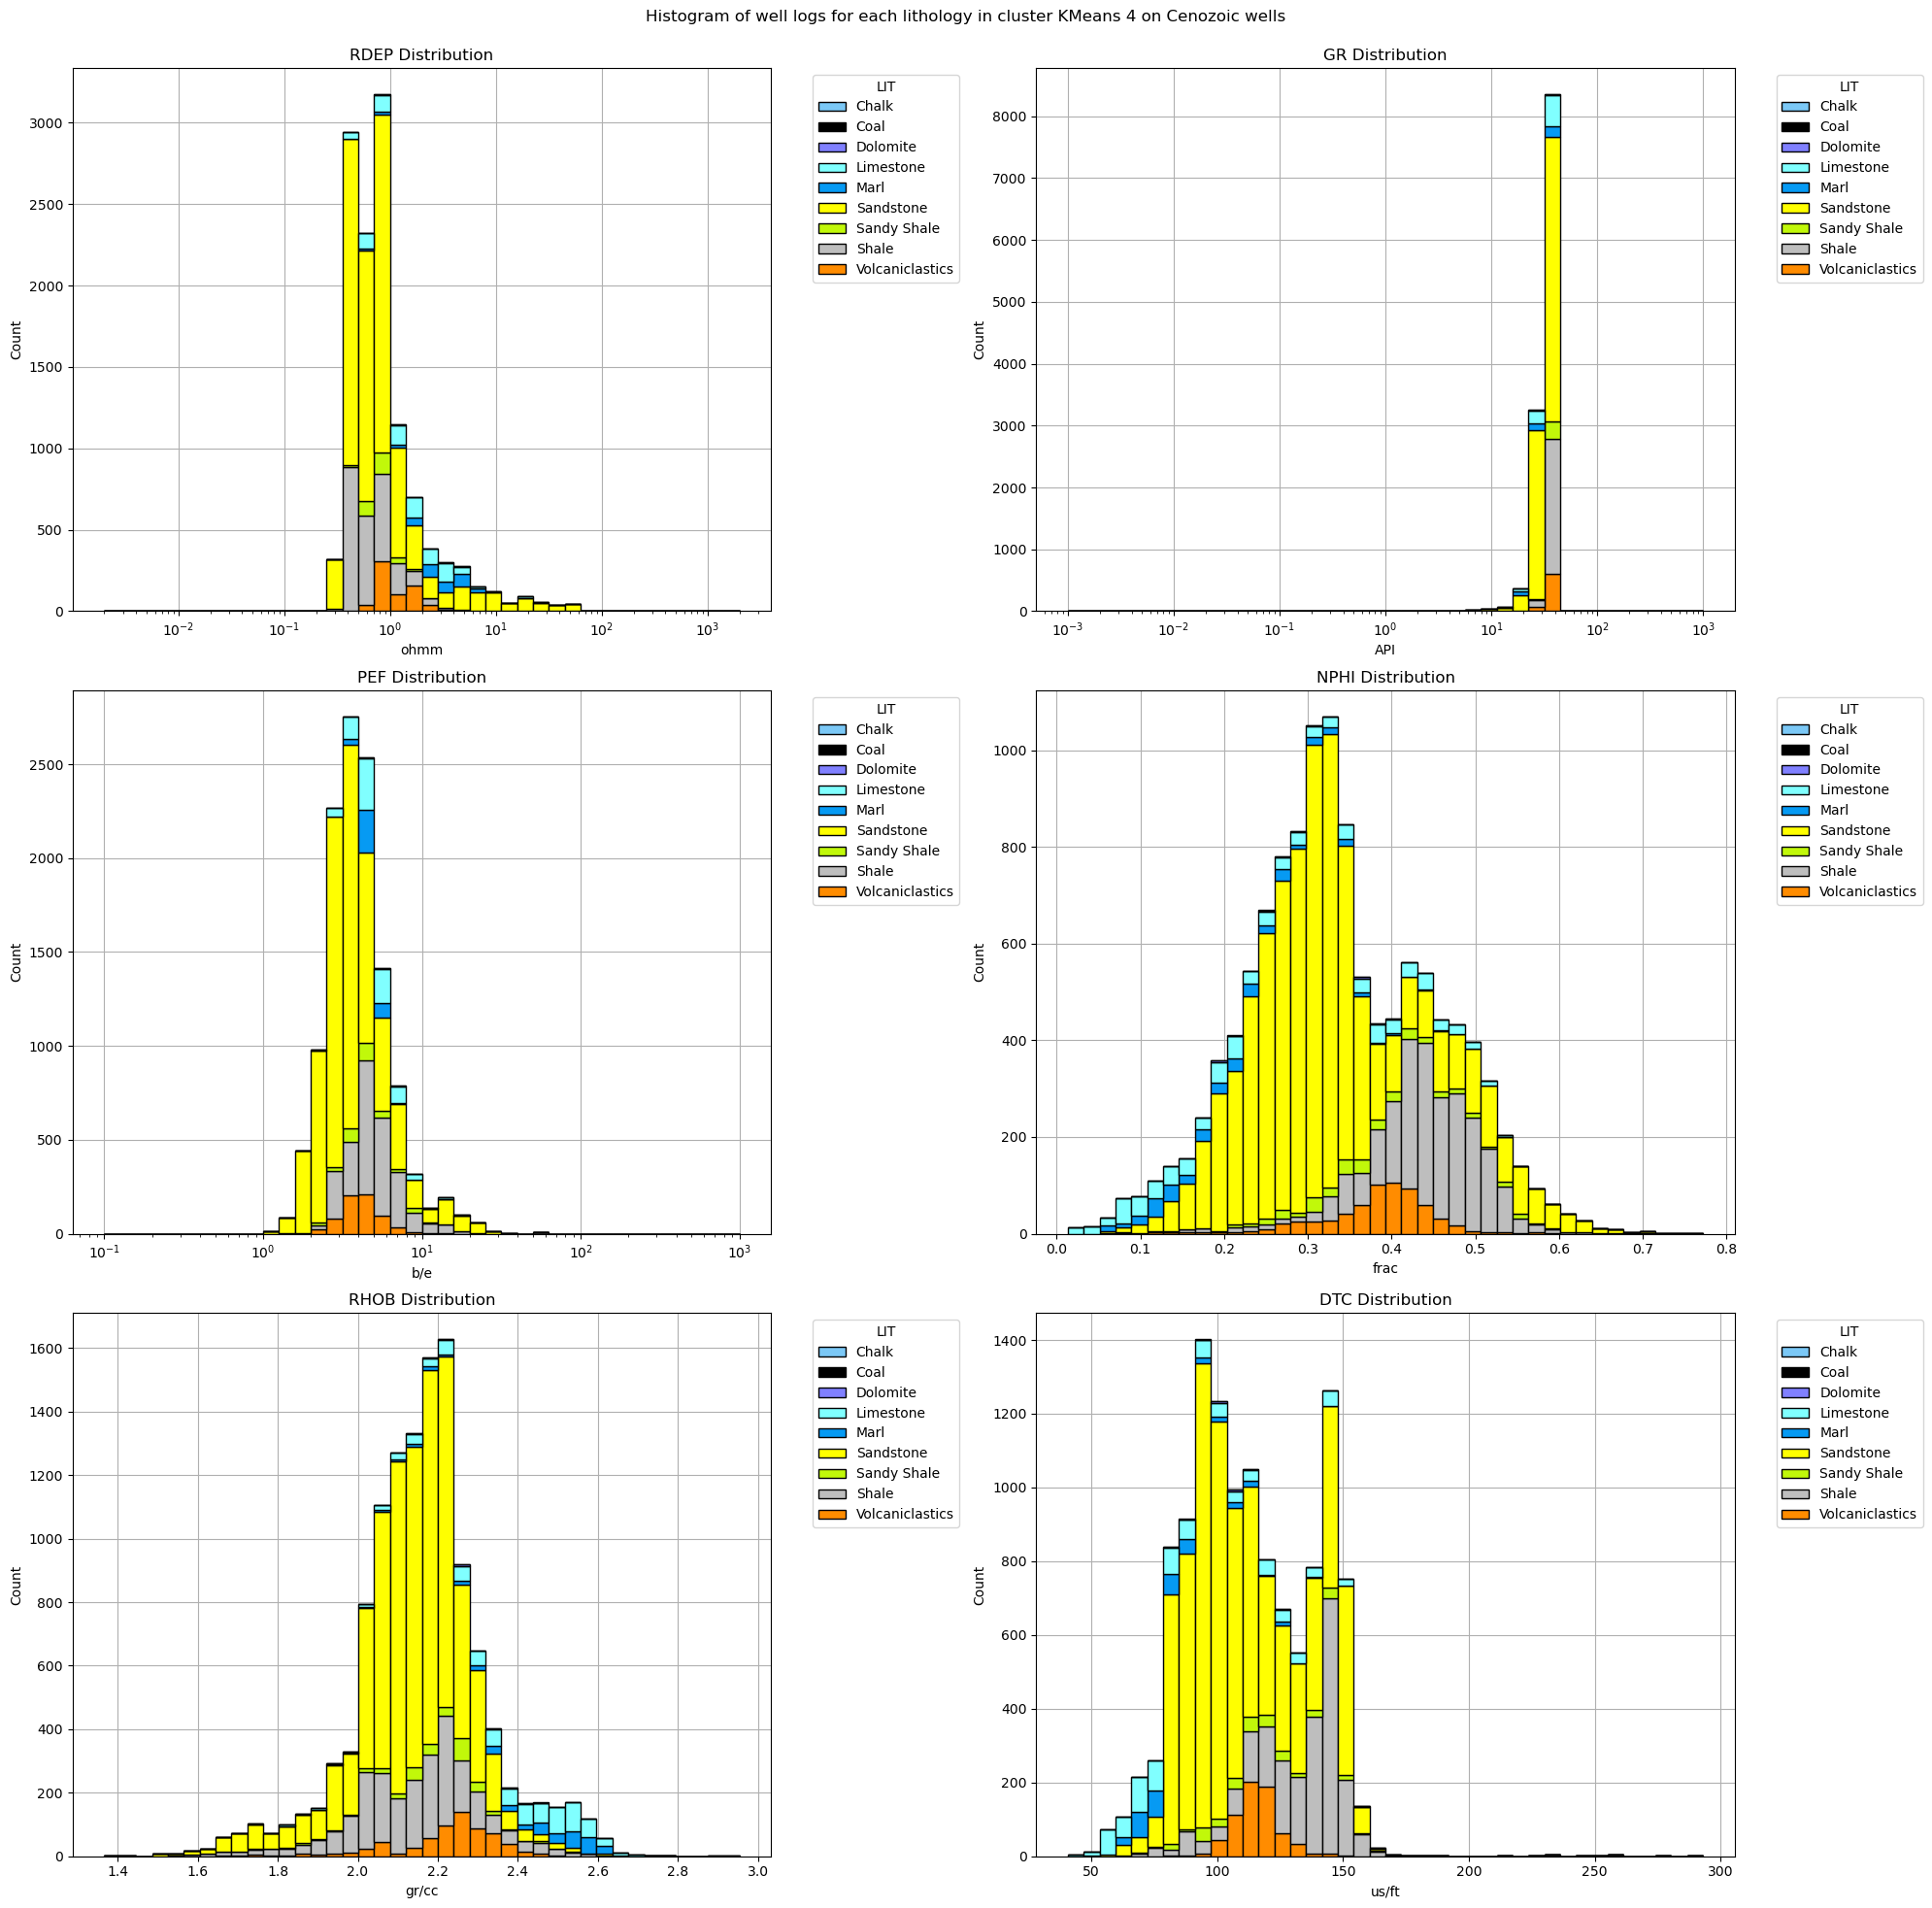 Histogram of well logs for each lithology in cluster KMeans 4 on Cenozoic wells
RDEP Distribution
Count
3000
2500
2000
1500
1000
500
0
10⁻² 10⁻¹ 10⁰ 10¹ 10² 10³
ohmm
LIT
Chalk
Coal
Dolomite
Limestone
Marl
Sandstone
Sandy Shale
Shale
Volcaniclastics
GR Distribution
Count
8000
7000
6000
5000
4000
3000
2000
1000
0
10⁻³ 10⁻² 10⁻¹ 10⁰ 10¹ 10² 10³
API
LIT
Chalk
Coal
Dolomite
Limestone
Marl
Sandstone
Sandy Shale
Shale
Volcaniclastics
PEF Distribution
Count
2500
2000
1500
1000
500
0
10⁻¹ 10⁰ 10¹ 10² 10³
b/e
LIT
Chalk
Coal
Dolomite
Limestone
Marl
Sandstone
Sandy Shale
Shale
Volcaniclastics
NPHI Distribution
Count
1000
800
600
400
200
0
0.0 0.1 0.2 0.3 0.4 0.5 0.6 0.7 0.8
frac
LIT
Chalk
Coal
Dolomite
Limestone
Marl
Sandstone
Sandy Shale
Shale
Volcaniclastics
RHOB Distribution
Count
1600
1400
1200
1000
800
600
400
200
0
1.4 1.6 1.8 2.0 2.2 2.4 2.6 2.8 3.0
gr/cc
LIT
Chalk
Coal
Dolomite
Limestone
Marl
Sandstone
Sandy Shale
Shale
Volcaniclastics
DTC Distribution
Count
1400
1200
1000
800
600
400
200
0
50 100 150 200 250 300
us/ft
LIT
Chalk
Coal
Dolomite
Limestone
Marl
Sandstone
Sandy Shale
Shale
Volcaniclastics